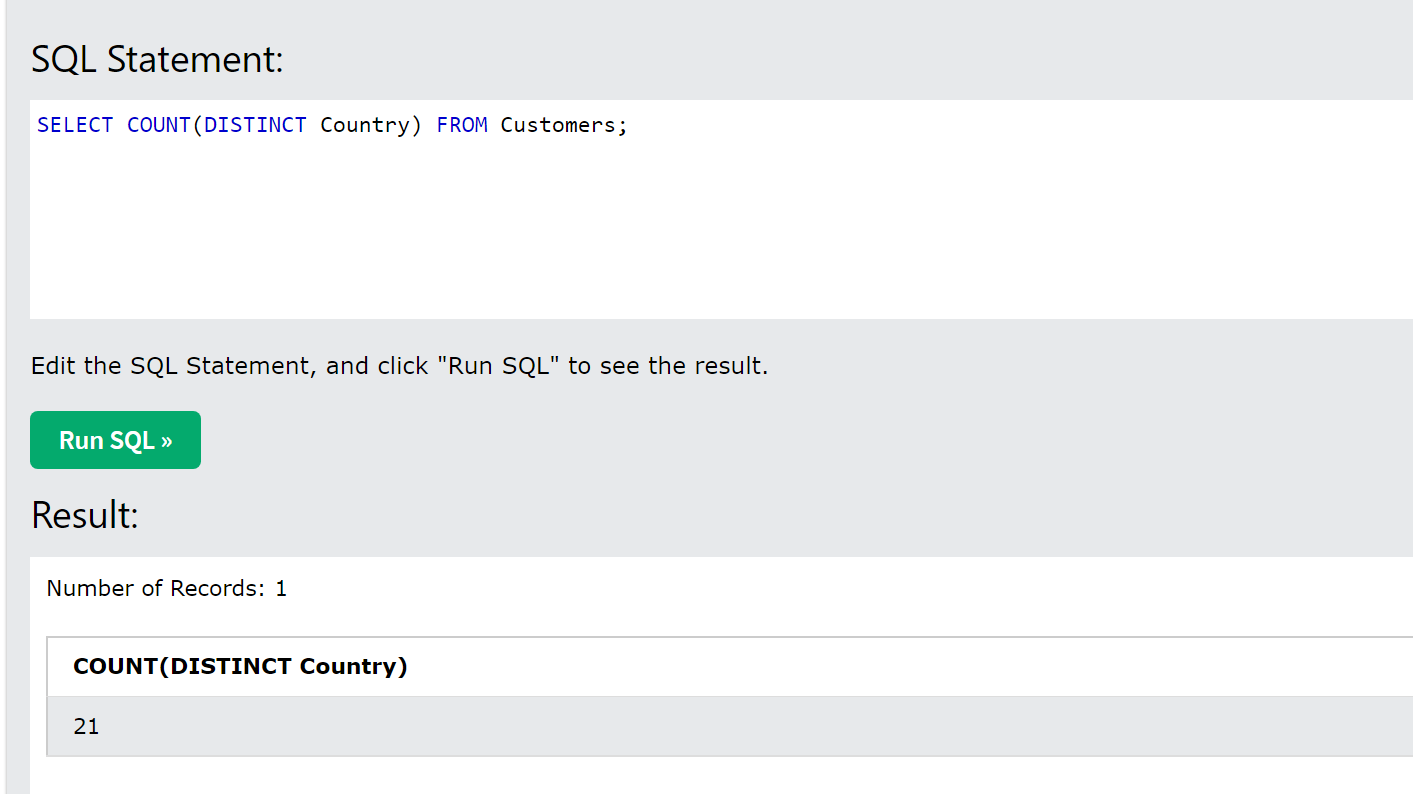 SQL Statement:
SELECT COUNT(DISTINCT Country) FROM Customers;
Edit the SQL Statement, and click "Run SQL" to see the result.
Run SQL »
Result:
Number of Records: 1
COUNT(DISTINCT Country)
21